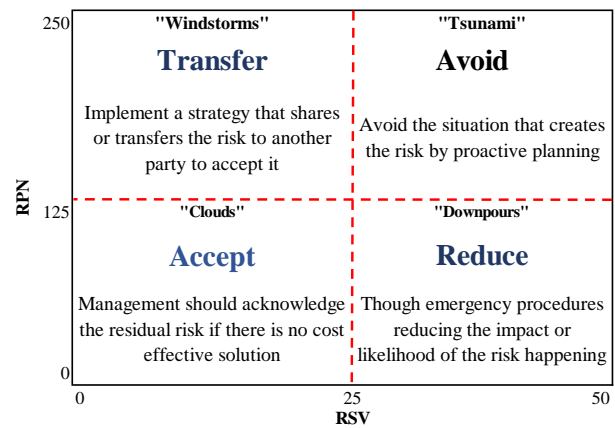 250
"Windstorms"
Transfer
Implement a strategy that shares
or transfers the risk to another
party to accept it
"Tsunami"
Avoid
Avoid the situation that creates
the risk by proactive planning
RPN
125
"Clouds"
Accept
Management should acknowledge
the residual risk if there is no cost
effective solution
"Downpours"
Reduce
Though emergency procedures
reducing the impact or
likelihood of the risk happening
0
0
25
50
RSV